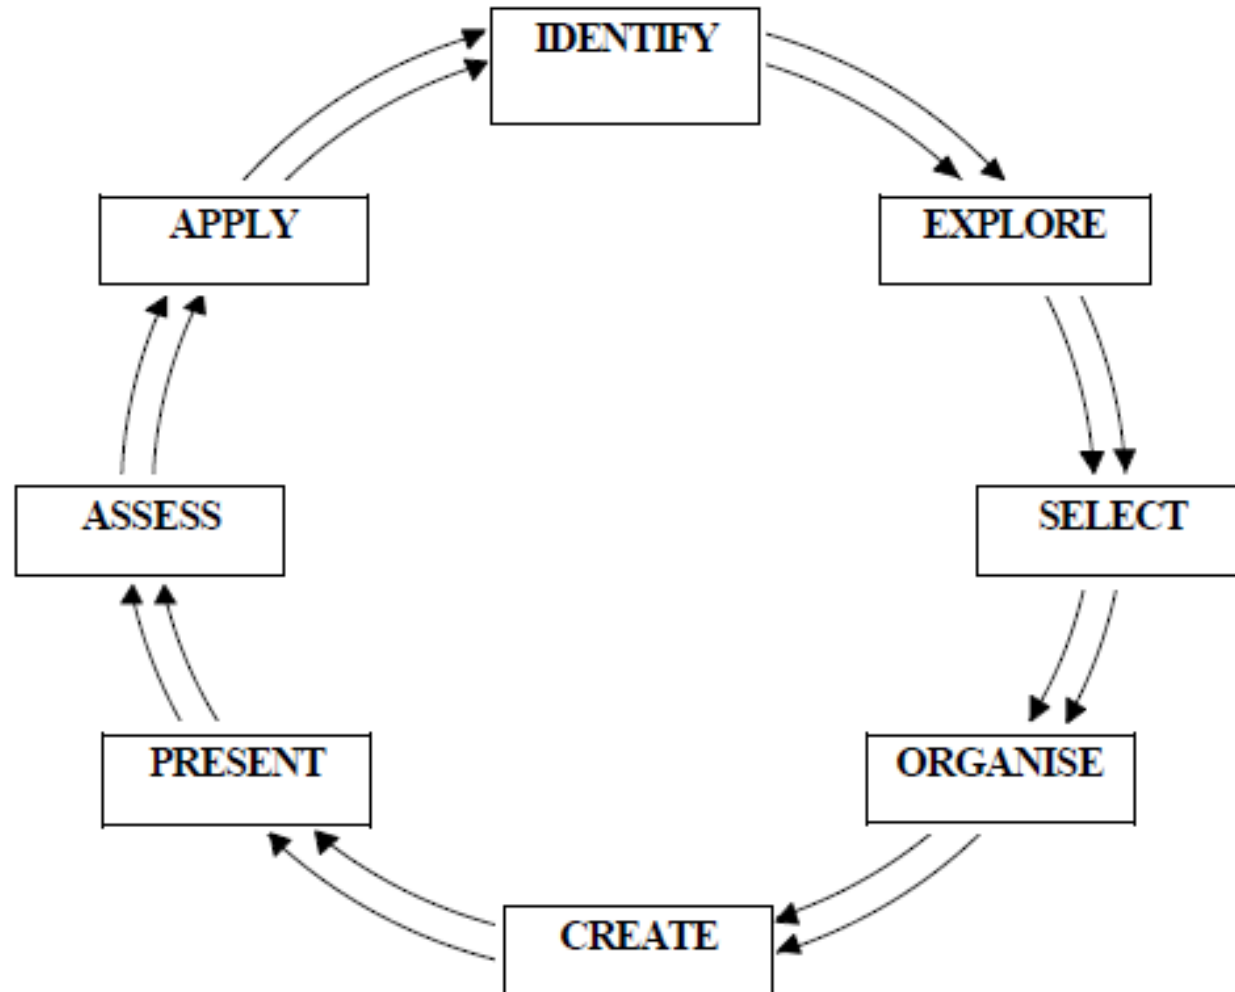 IDENTIFY
EXPLORE
SELECT
ORGANISE
CREATE
PRESENT
ASSESS
APPLY